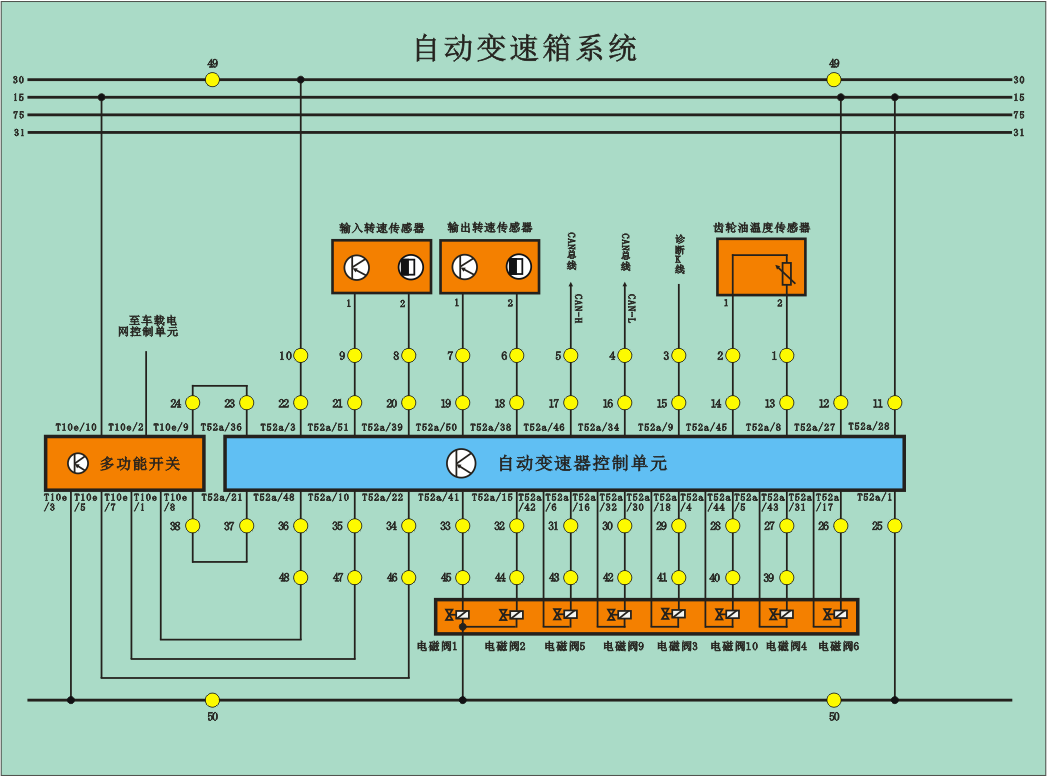 自动变速箱系统
49 49
30 30
15 15
75 75
31 31
输入转速传感器 输出转速传感器 CAN总线 CAN总线 诊断K线 齿轮油温度传感器
CAN-H CAN-L
1 2 1 2 1 2
至车载电
网控制单元
10 9 8 7 6 5 4 3 2 1
24 23 22 21 20 19 18 17 16 15 14 13 12 11
T10e/10 T10e/2 T10e/9 T52a/36 T52a/3 T52a/51 T52a/39 T52a/50 T52a/38 T52a/46 T52a/34 T52a/9 T52a/45 T52a/8 T52a/27 T52a/28
多功能开关 自动变速器控制单元
T10e T10e T10e T10e T10e T52a/21 T52a/48 T52a/10 T52a/22 T52a/41 T52a/15 T52a T52a T52a T52a T52a T52a T52a T52a T52a T52a T52a T52a T52a/1
/3 /5 /7 /1 /8 /42 /6 /16 /32 /30 /18 /4 /44 /5 /43 /31 /17
38 37 36 35 34 33 32 31 30 29 28 27 26 25
48 47 46 45 44 43 42 41 40 39
电磁阀1 电磁阀2 电磁阀5 电磁阀9 电磁阀3 电磁阀10 电磁阀4 电磁阀6
50 50